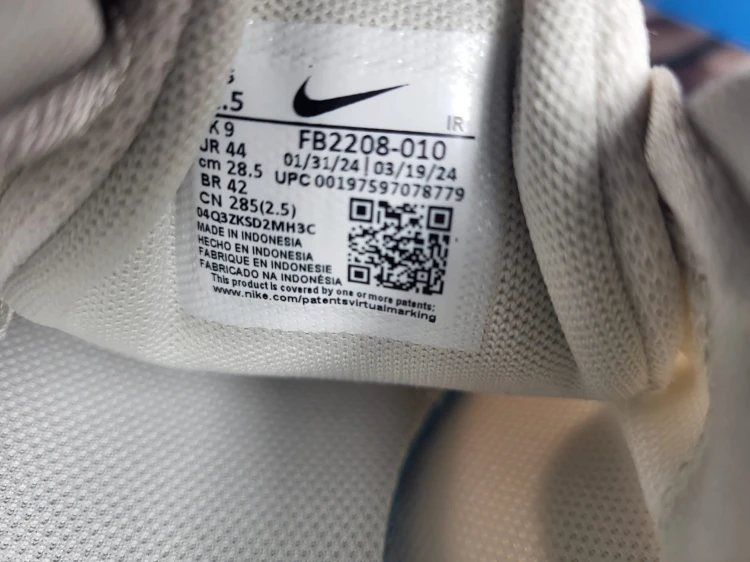 .5
K 9
UR 44
cm 28.5
BR 42
CN 285(2.5)
IR
FB2208-010
01/31/24 | 03/19/24
UPC 00197597078779
04Q3ZKSD2MH3C
MADE IN INDONESIA
HECHO EN INDONESIA
FABRIQUE EN INDONESIE
FABRICADO NA INDONÉSIA
This product is covered by one or more patents:
www.nike.com/patentsvirtualmarking